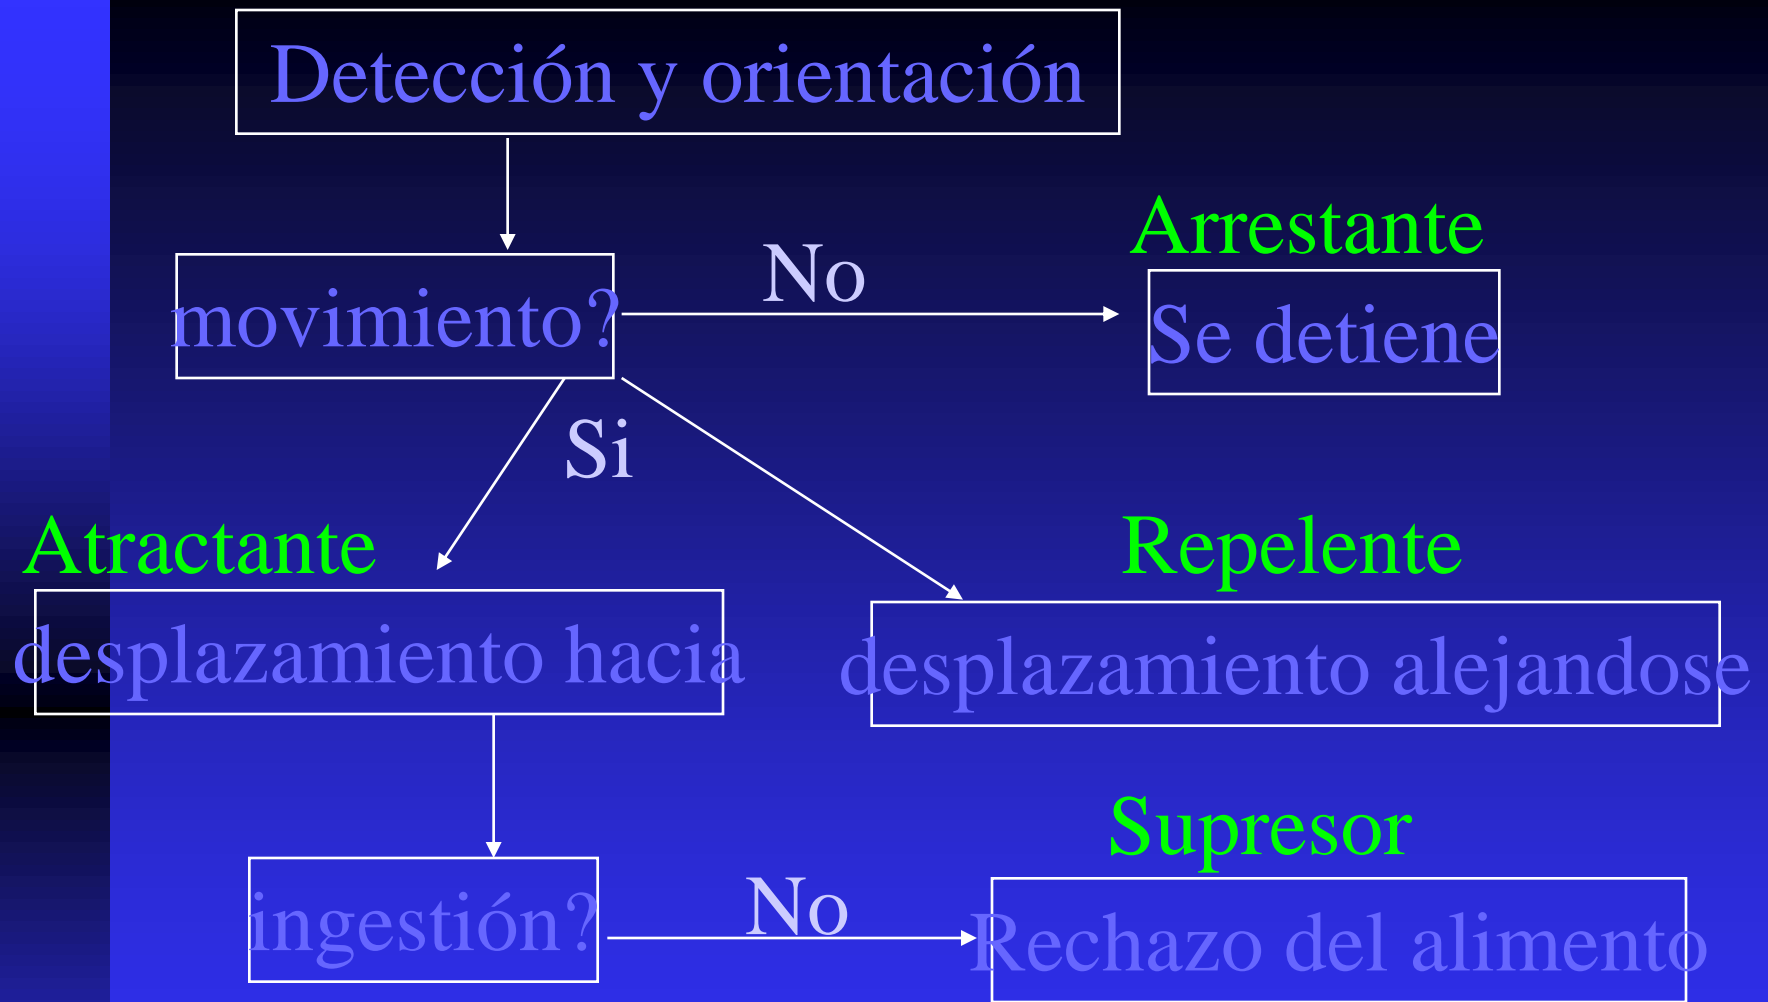 Detección y orientación
Arrestante
No
movimiento?
Se detiene
Si
Atractante
Repelente
desplazamiento hacia
desplazamiento alejandose
Supresor
No
ingestión?
Rechazo del alimento